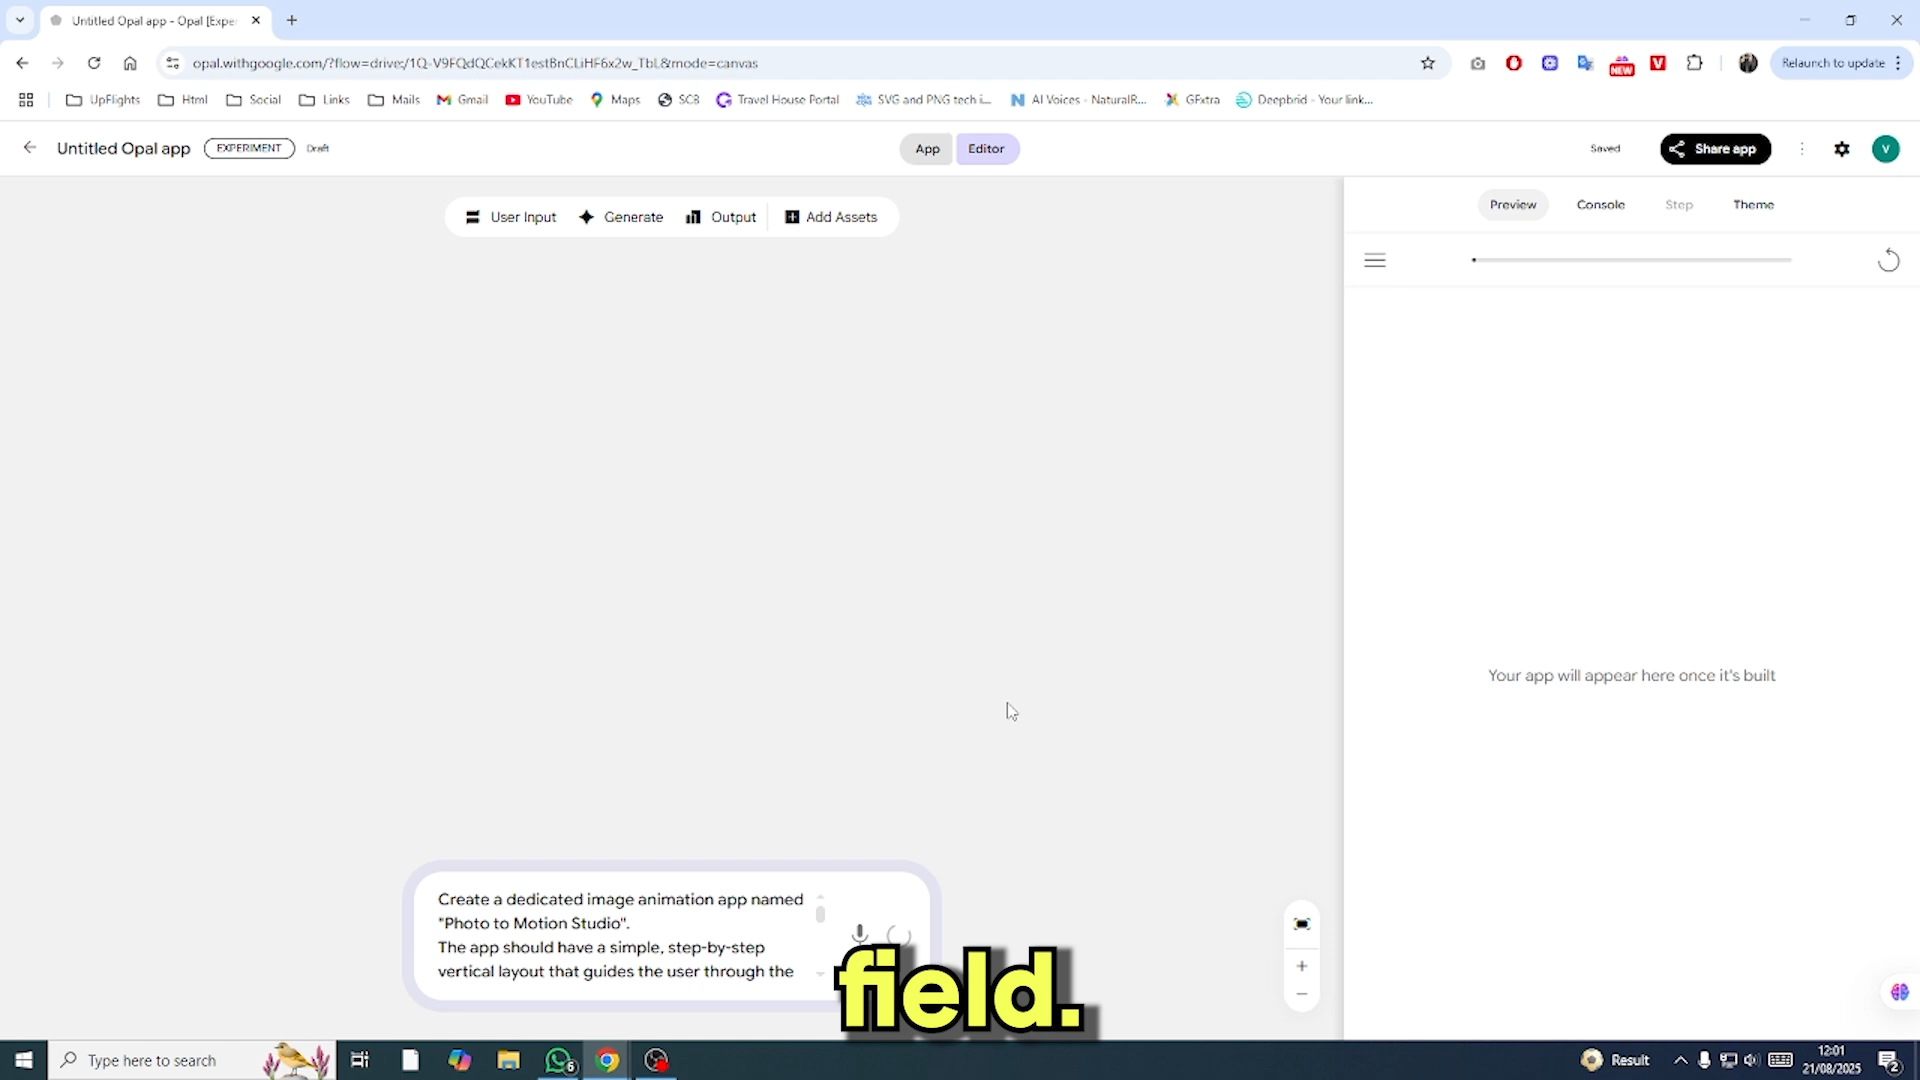 Untitled Opal app - Opal [Exper
opal.withgoogle.com/?flow=drive:/1Q-V9FQdQCekKT1estBnCLiHF6x2w_TbL&mode=canvas
NEW
Relaunch to update
UpFlights
Html
Social
Links
Mails
Gmail
YouTube
Maps
SCB
Travel House Portal
SVG and PNG tech i...
AI Voices - NaturalR...
GFxtra
Deepbrid - Your link...
Untitled Opal app
EXPERIMENT
Draft
App
Editor
Saved
Share app
V
User Input
Generate
Output
Add Assets
Preview
Console
Step
Theme
Your app will appear here once it's built
Create a dedicated image animation app named
"Photo to Motion Studio".
The app should have a simple, step-by-step
vertical layout that guides the user through the
field.
Type here to search
6
Result
12:01
21/08/2025
2